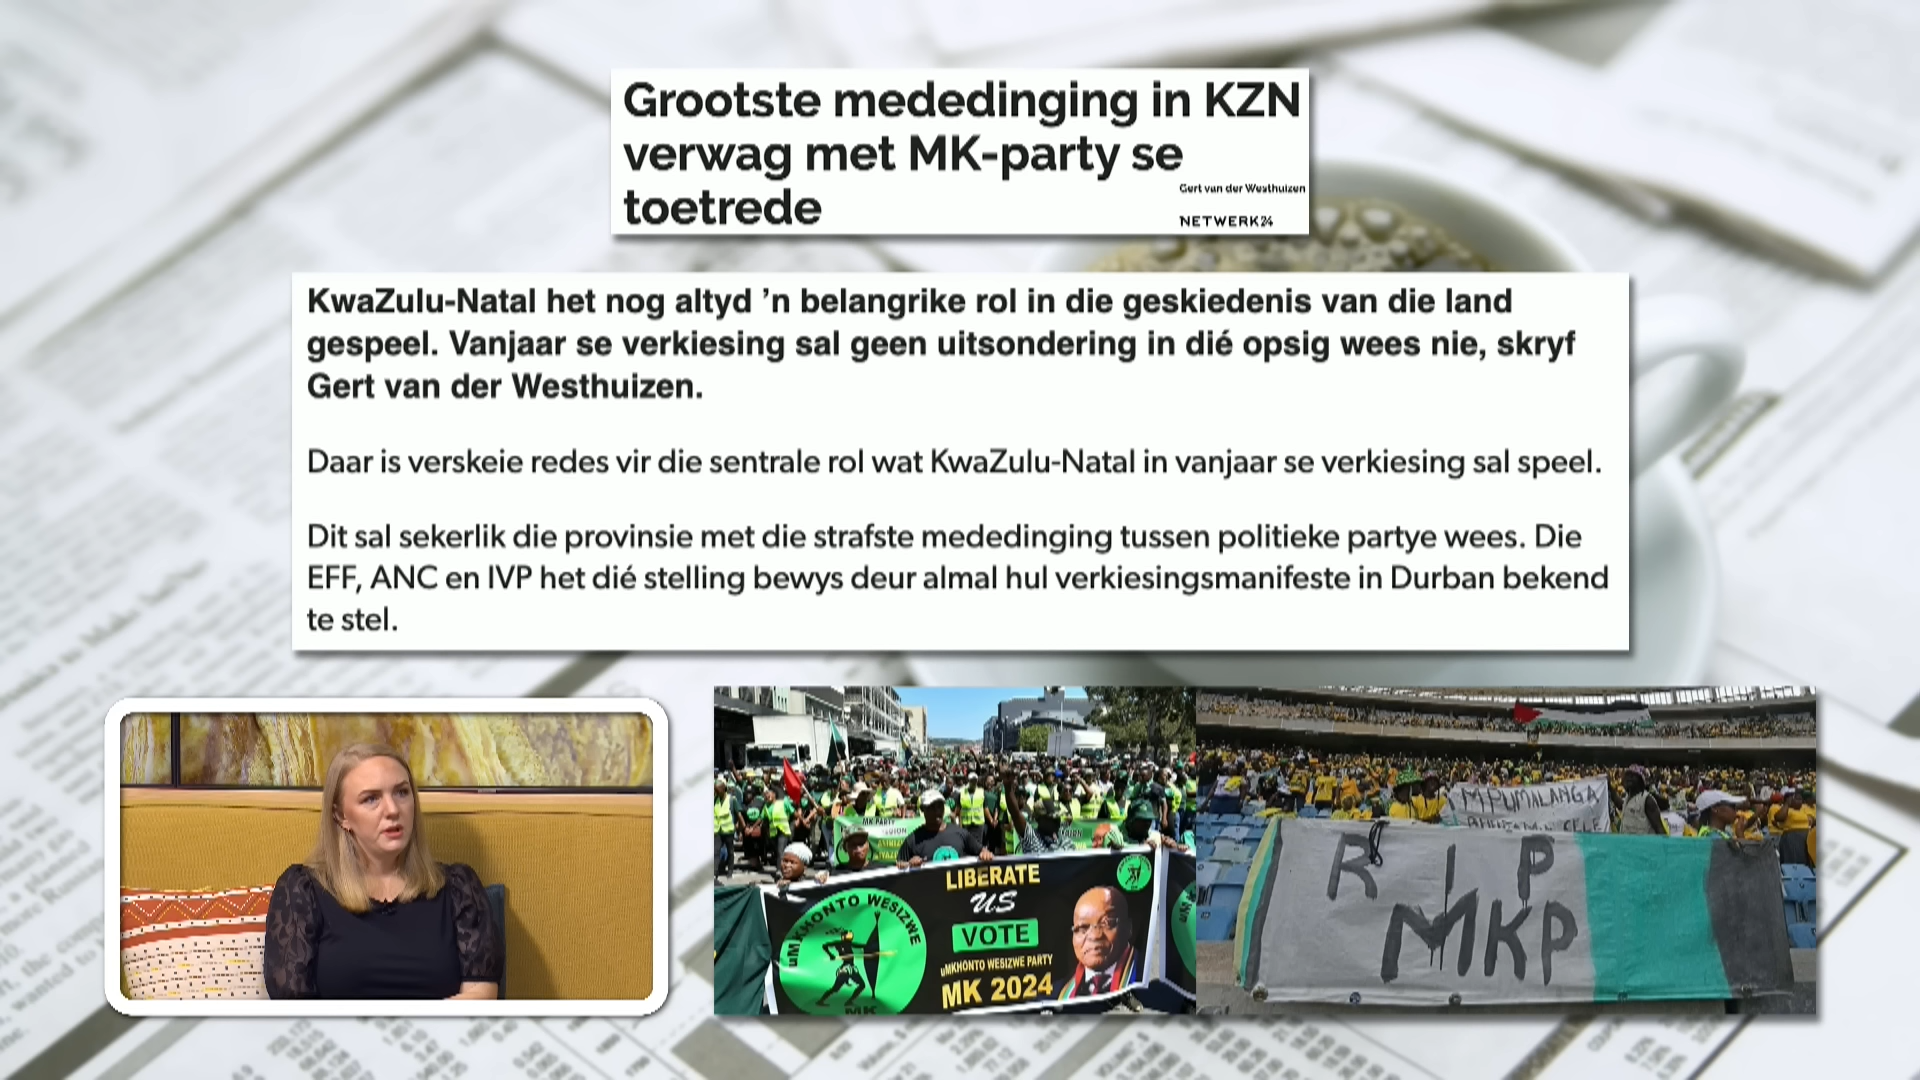 Grootste mededinging in KZN
verwag met MK-party se
toetrede
Gert van der Westhuizen
NETWERK24
KwaZulu-Natal het nog altyd ’n belangrike rol in die geskiedenis van die land
gespeel. Vanjaar se verkiesing sal geen uitsondering in dié opsig wees nie, skryf
Gert van der Westhuizen.
Daar is verskeie redes vir die sentrale rol wat KwaZulu-Natal in vanjaar se verkiesing sal speel.
Dit sal sekerlik die provinsie met die strafste mededinging tussen politieke partye wees. Die
EFF, ANC en IVP het dié stelling bewys deur almal hul verkiesingsmanifeste in Durban bekend
te stel.
MK PARTY
LIBERATE
US
VOTE
uMKHONTO WESIZWE PARTY
MK 2024
uMKHONTO WESIZWE
MK
MPUMALANGA
R I P
MKP